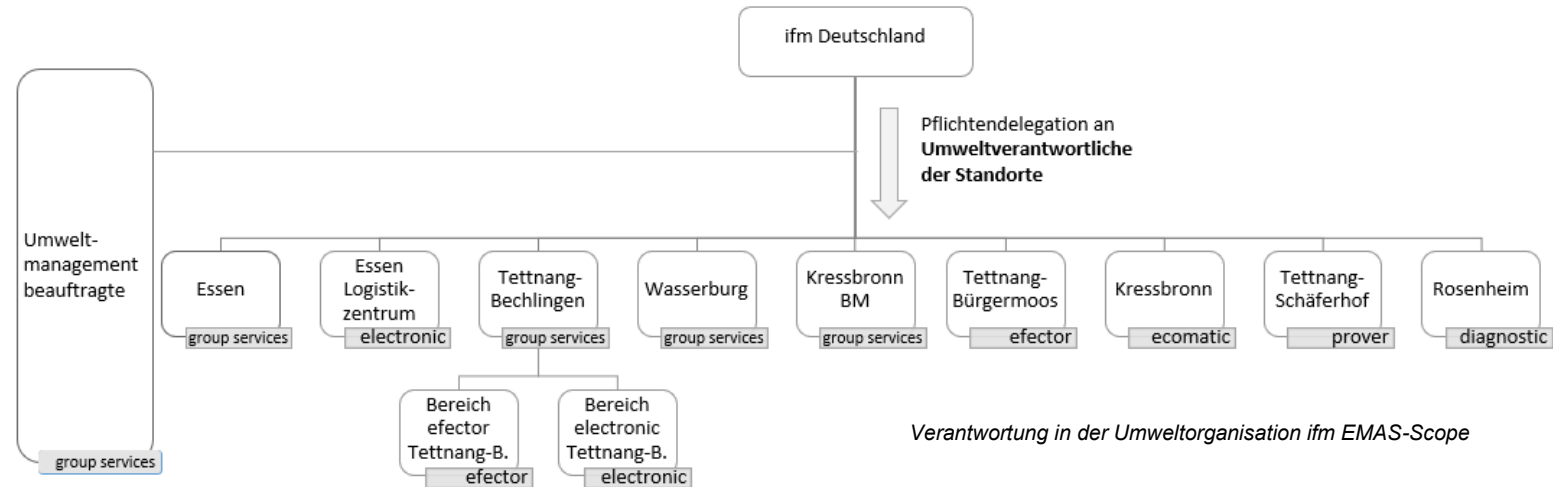 ifm Deutschland
Pflichtendelegation an
Umweltverantwortliche
der Standorte
Umwelt-
management
beauftragte
group services
Essen
group services
Essen
Logistik-
zentrum
electronic
Tettnang-
Bechlingen
group services
Wasserburg
group services
Kressbronn
BM
group services
Tettnang-
Bürgermoos
efector
Kressbronn
ecomatic
Tettnang-
Schäferhof
prover
Rosenheim
diagnostic
Bereich
efector
Tettnang-B.
efector
Bereich
electronic
Tettnang-B.
electronic
Verantwortung in der Umweltorganisation ifm EMAS-Scope